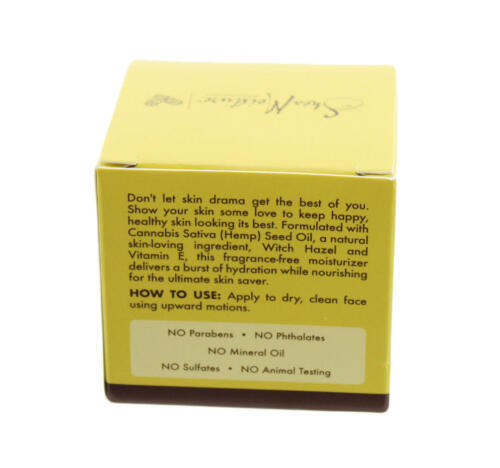 SheaMoisture
Don't let skin drama get the best of you.
Show your skin some love to keep happy,
healthy skin looking its best. Formulated with
Cannabis Sativa (Hemp) Seed Oil, a natural
skin-loving ingredient, Witch Hazel and
Vitamin E, this fragrance-free moisturizer
delivers a burst of hydration while nourishing
for the ultimate skin saver.
HOW TO USE: Apply to dry, clean face
using upward motions.
NO Parabens • NO Phthalates
NO Mineral Oil
NO Sulfates • NO Animal Testing